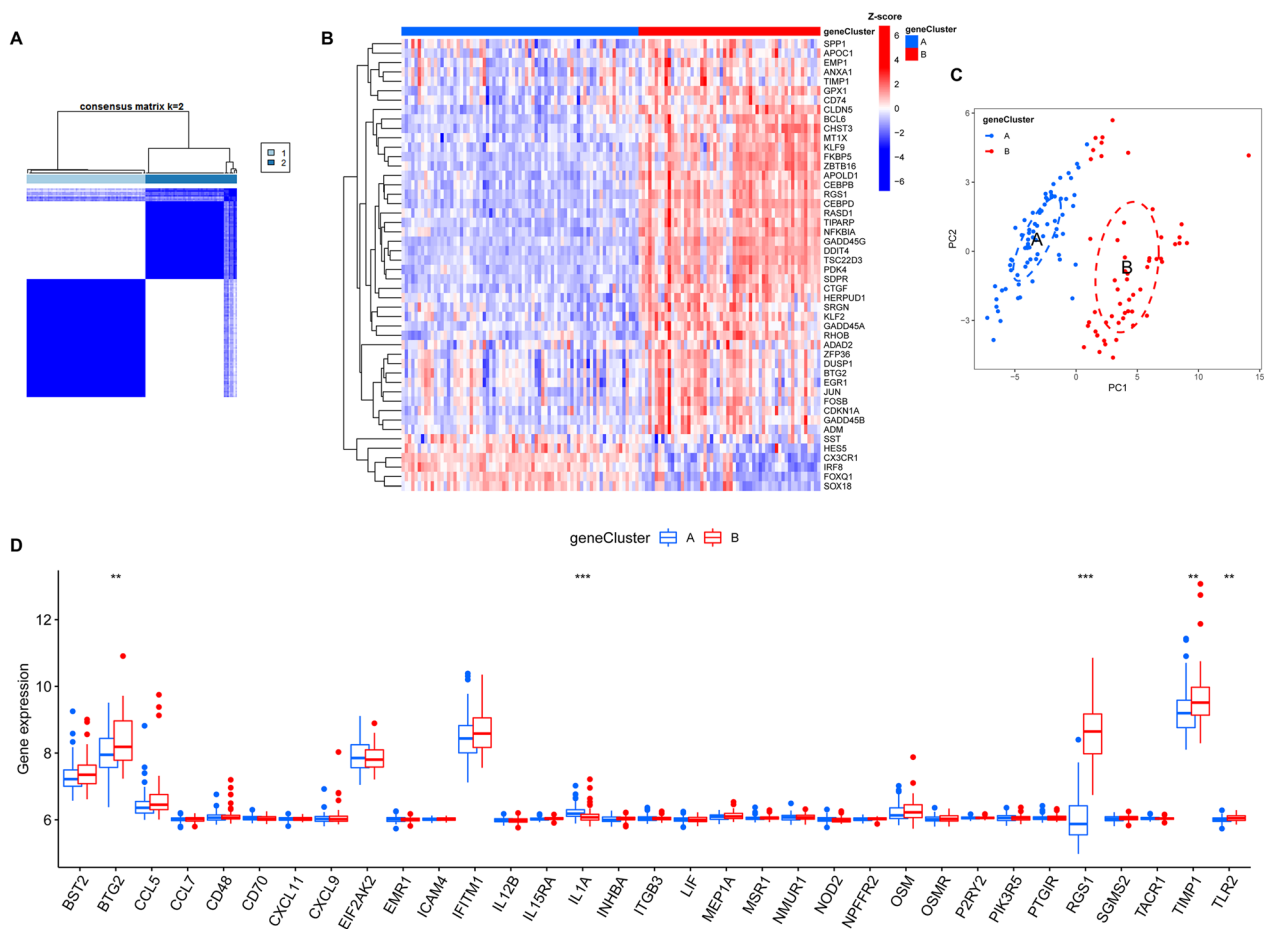 A
consensus matrix k=2
1
2
B
Z-score
6
4
2
0
−2
−4
−6
geneCluster
geneCluster
A
B
SPP1
APOC1
EMP1
ANXA1
TIMP1
GPX1
CD74
CLDN5
BCL6
CHST3
MT1X
KLF9
FKBP5
ZBTB16
APOLD1
CEBPB
RGS1
CEBPD
RASD1
TIPARP
NFKBIA
GADD45G
DDIT4
TSC22D3
PDK4
SDPR
CTGF
HERPUD1
SRGN
KLF2
GADD45A
RHOB
ADAD2
ZFP36
DUSP1
BTG2
EGR1
JUN
FOSB
CDKN1A
GADD45B
ADM
SST
HES5
CX3CR1
IRF8
FOXQ1
SOX18
C
geneCluster
A
B
6
3
0
−3
PC2
A
B
−5 0 5 10 15
PC1
D
geneCluster A B
** *** *** ** **
12
10
8
6
Gene expression
BST2 BTG2 CCL5 CCL7 CD48 CD70 CXCL11 CXCL9 EIF2AK2 EMR1 ICAM4 IFITM1 IL12B IL15RA IL1A INHBA ITGB3 LIF MEP1A MSR1 NMUR1 NOD2 NPFFR2 OSM OSMR P2RY2 PIK3R5 PTGIR RGS1 SGMS2 TACR1 TIMP1 TLR2